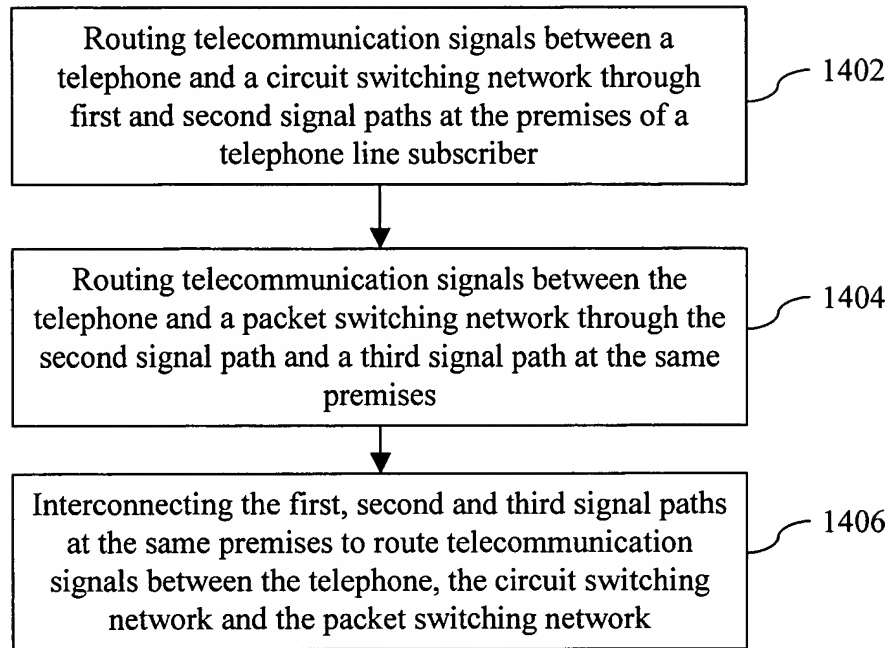 Routing telecommunication signals between a
telephone and a circuit switching network through
first and second signal paths at the premises of a
telephone line subscriber
1402
Routing telecommunication signals between the
telephone and a packet switching network through the
second signal path and a third signal path at the same
premises
1404
Interconnecting the first, second and third signal paths
at the same premises to route telecommunication
signals between the telephone, the circuit switching
network and the packet switching network
1406